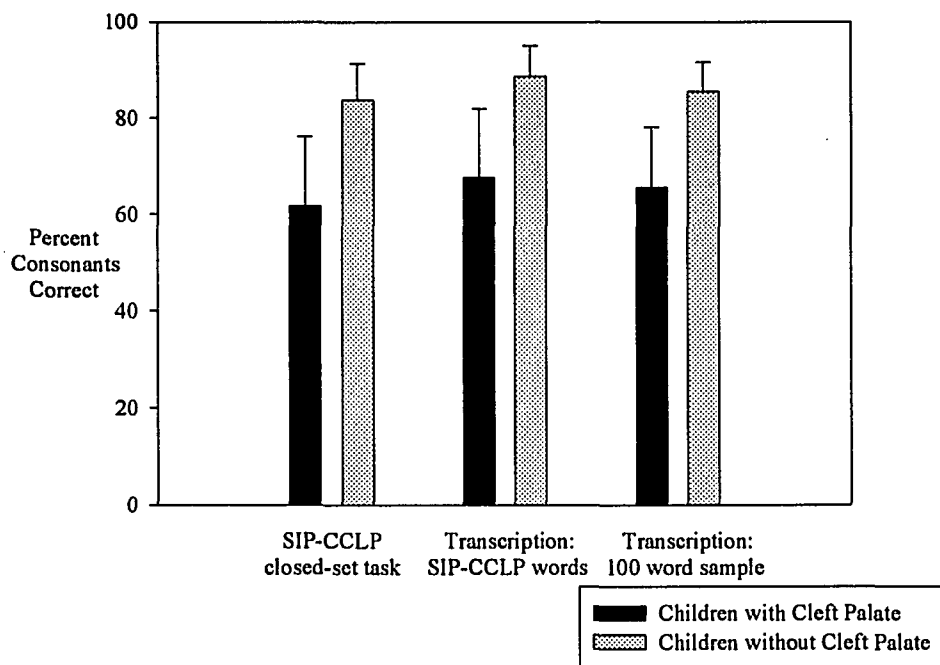 100
80
60
40
20
0
Percent
Consonants
Correct
SIP-CCLP
closed-set task
Transcription:
SIP-CCLP words
Transcription:
100 word sample
Children with Cleft Palate
Children without Cleft Palate